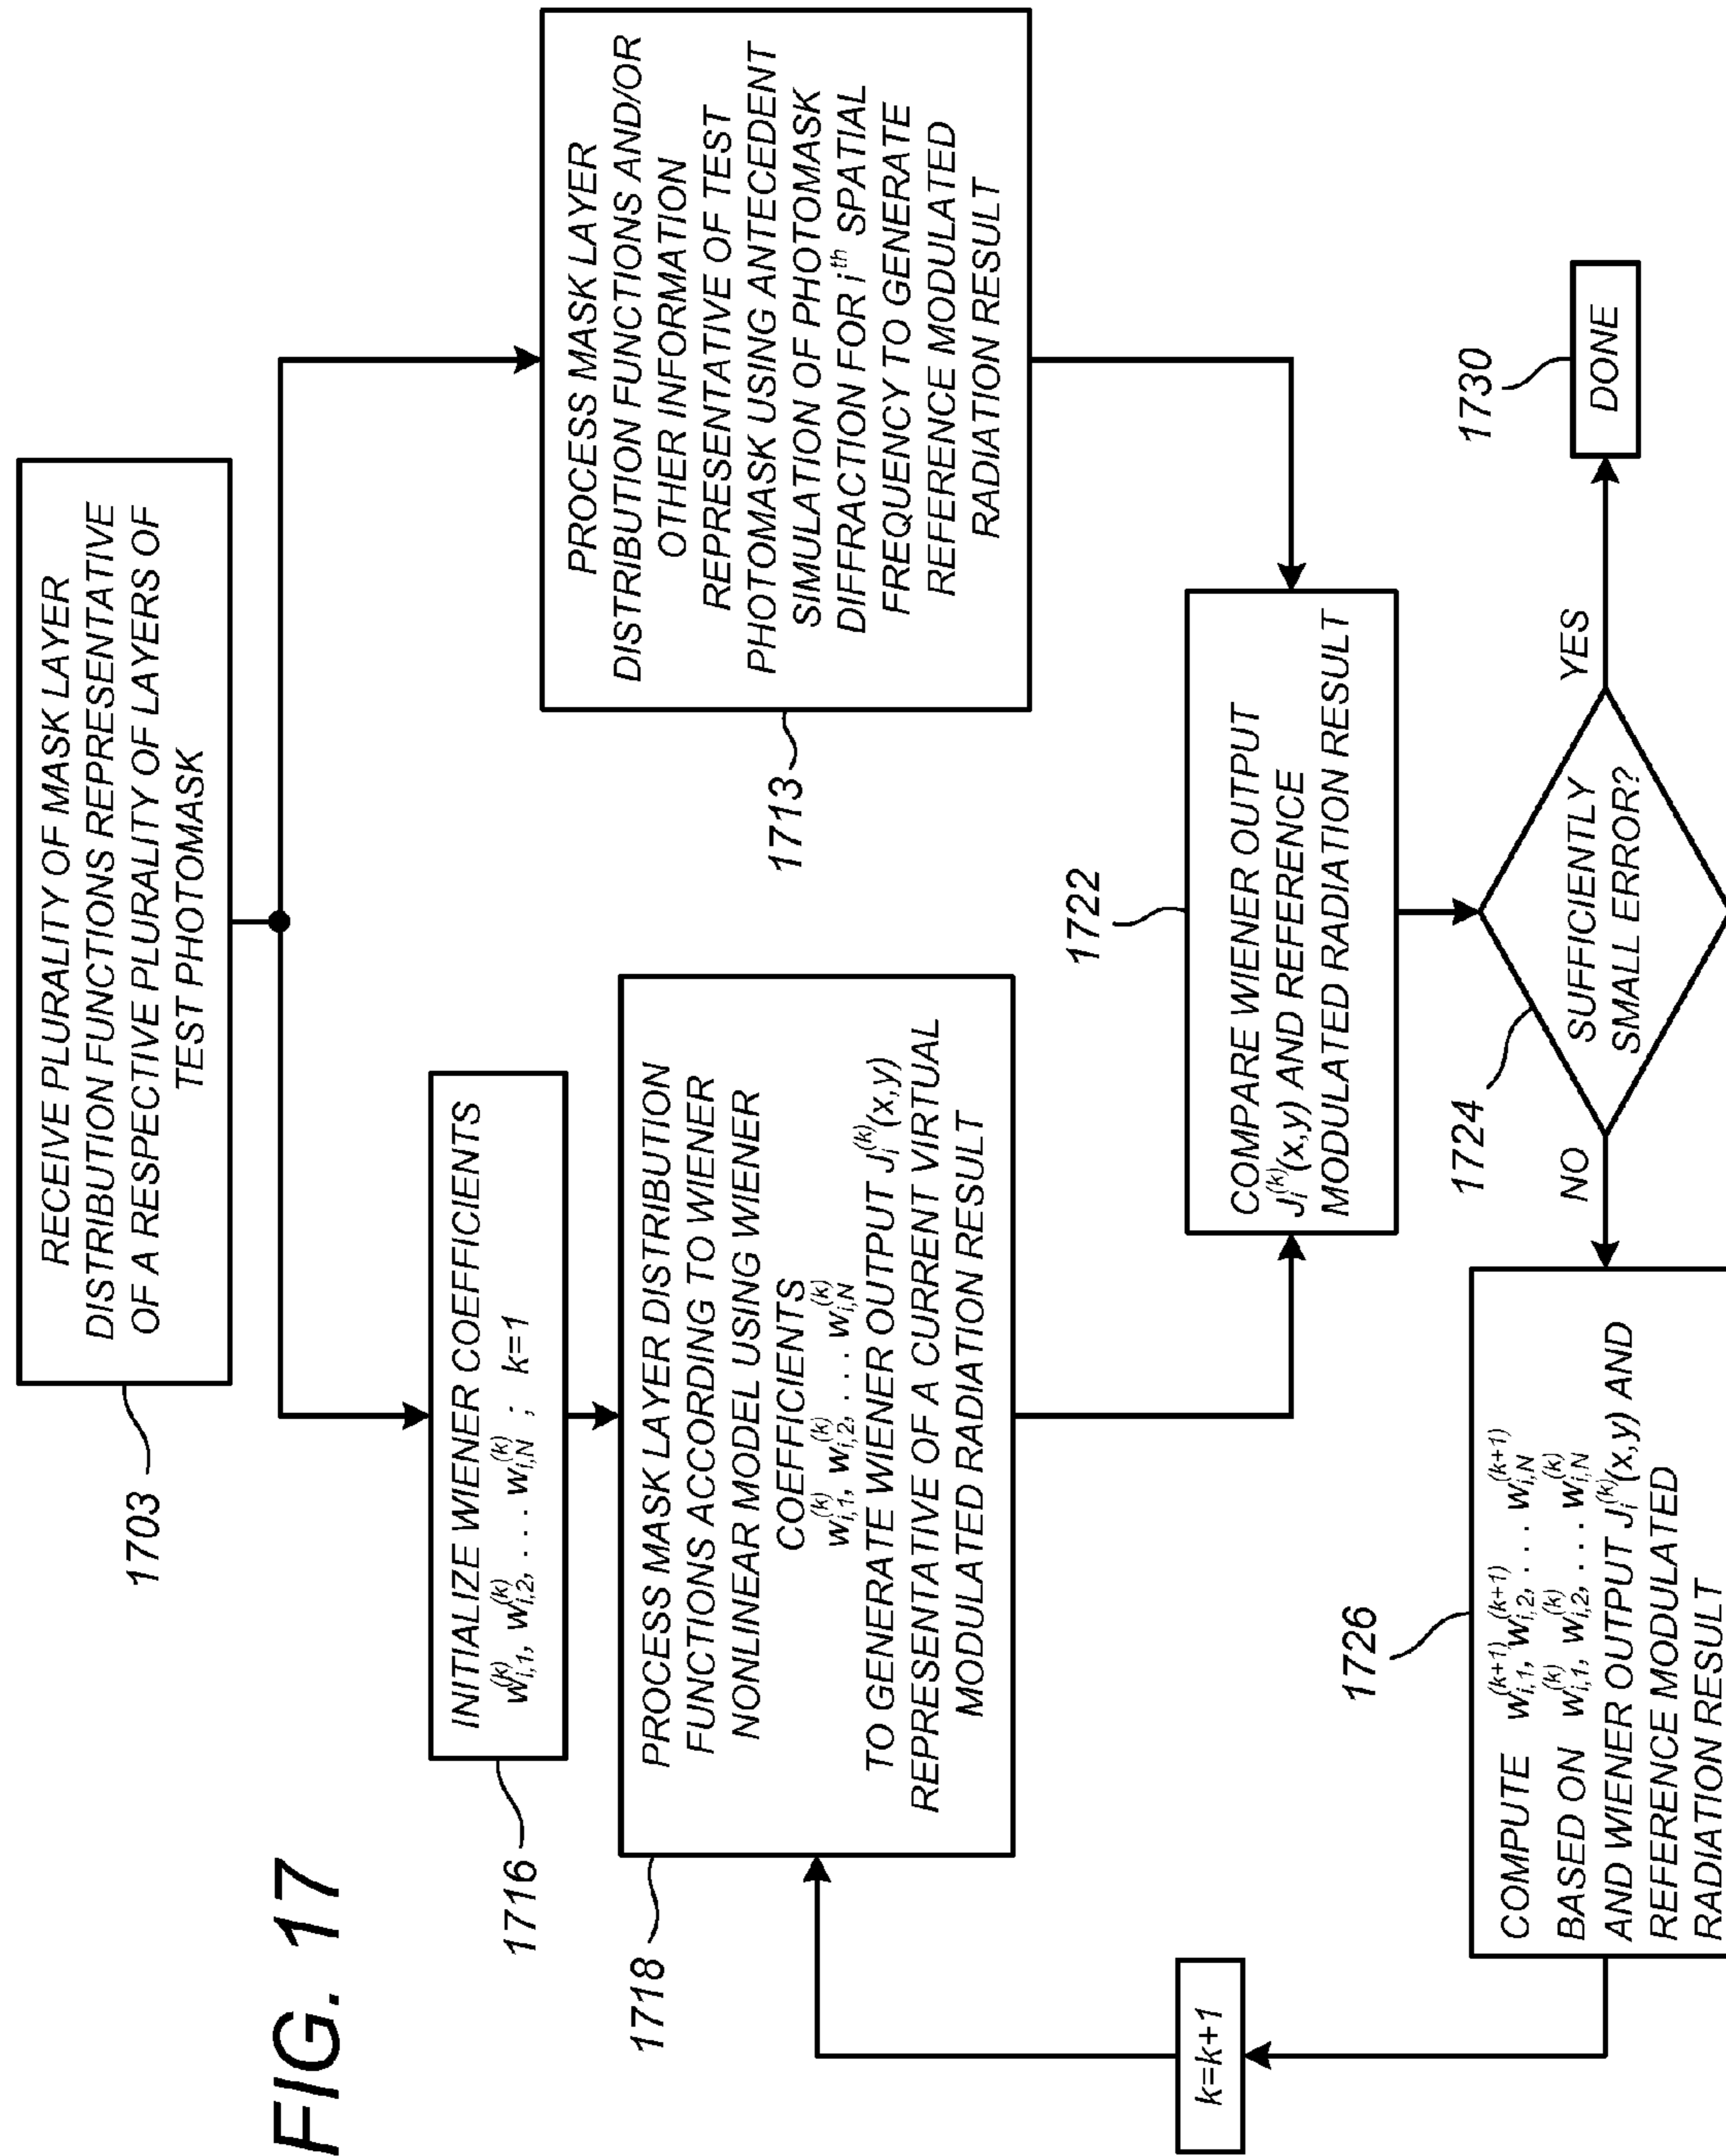 FIG. 17
RECEIVE PLURALITY OF MASK LAYER
DISTRIBUTION FUNCTIONS REPRESENTATIVE
OF A RESPECTIVE PLURALITY OF LAYERS OF
TEST PHOTOMASK
1703
INITIALIZE WIENER COEFFICIENTS
w_{i,1}^{(k)}, w_{i,2}^{(k)}, . . . w_{i,N}^{(k)} ; k=1
1716
PROCESS MASK LAYER DISTRIBUTION
FUNCTIONS ACCORDING TO WIENER
NONLINEAR MODEL USING WIENER
COEFFICIENTS
w_{i,1}^{(k)}, w_{i,2}^{(k)}, . . . w_{i,N}^{(k)}
TO GENERATE WIENER OUTPUT J_i^{(k)}(x,y)
REPRESENTATIVE OF A CURRENT VIRTUAL
MODULATED RADIATION RESULT
1718
PROCESS MASK LAYER
DISTRIBUTION FUNCTIONS AND/OR
OTHER INFORMATION
REPRESENTATIVE OF TEST
PHOTOMASK USING ANTECEDENT
SIMULATION OF PHOTOMASK
DIFFRACTION FOR i^{th} SPATIAL
FREQUENCY TO GENERATE
REFERENCE MODULATED
RADIATION RESULT
1713
COMPARE WIENER OUTPUT
J_i^{(k)}(x,y) AND REFERENCE
MODULATED RADIATION RESULT
1722
SUFFICIENTLY
SMALL ERROR?
1724
YES
NO
DONE
1730
COMPUTE w_{i,1}^{(k+1)}, w_{i,2}^{(k+1)}, . . . w_{i,N}^{(k+1)}
BASED ON w_{i,1}^{(k)}, w_{i,2}^{(k)}, . . . w_{i,N}^{(k)}
AND WIENER OUTPUT J_i^{(k)}(x,y) AND
REFERENCE MODULATED
RADIATION RESULT
1726
k=k+1